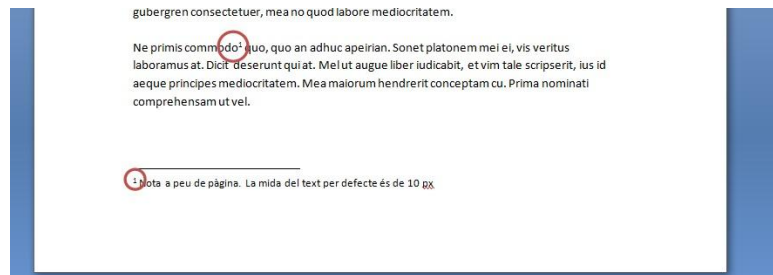 gubergren consectetuer, mea no quod labore mediocritatem.
Ne primis commodo¹ quo, quo an adhuc apeirian. Sonet platonem mei ei, vis veritus
laboramus at. Dicit deserunt qui at. Mel ut augue liber iudicabit, et vim tale scripserit, ius id
aeque principes mediocritatem. Mea maiorum hendrerit conceptam cu. Prima nominati
comprehensam ut vel.
¹ Nota a peu de pàgina. La mida del text per defecte és de 10 px